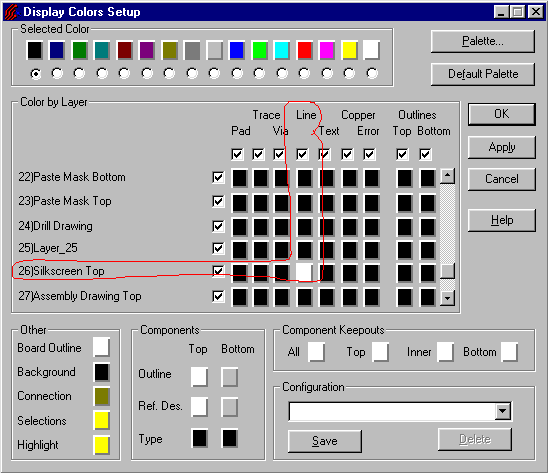 Display Colors Setup
Selected Color
Palette...
Default Palette
Color by Layer
Trace Line Copper Outlines
Pad Via Text Error Top Bottom
OK
Apply
Cancel
Help
22)Paste Mask Bottom
23)Paste Mask Top
24)Drill Drawing
25)Layer_25
26)Silkscreen Top
27)Assembly Drawing Top
Other
Board Outline
Background
Connection
Selections
Highlight
Components
Top Bottom
Outline
Ref. Des.
Type
Component Keepouts
All Top Inner Bottom
Configuration
Save
Delete